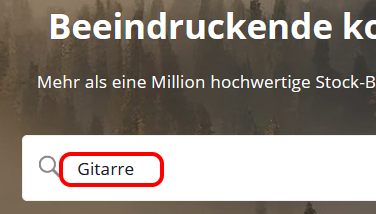 Beeindruckende ko
Mehr als eine Million hochwertige Stock-B
Gitarre